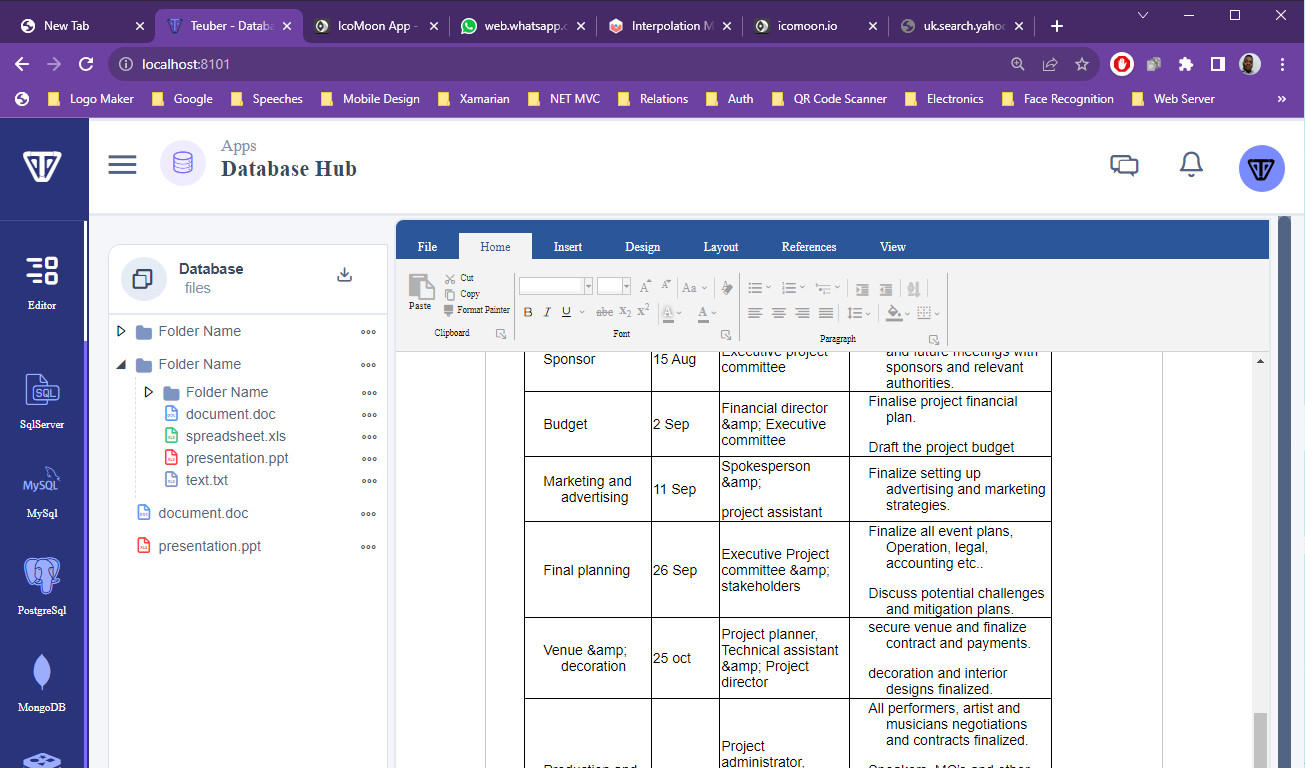 New Tab
Teuber - Databa
IcoMoon App -
web.whatsapp.c
Interpolation M
icomoon.io
uk.search.yahoo
localhost:8101
Logo Maker
Google
Speeches
Mobile Design
Xamarian
NET MVC
Relations
Auth
QR Code Scanner
Electronics
Face Recognition
Web Server
»
Apps
Database Hub
Editor
SQL
SqlServer
MySQL
MySql
PostgreSql
MongoDB
Database
files
Folder Name
Folder Name
Folder Name
document.doc
spreadsheet.xls
presentation.ppt
text.txt
document.doc
presentation.ppt
File
Home
Insert
Design
Layout
References
View
Paste
Cut
Copy
Format Painter
Clipboard
Aa
B I U abc X2 X2 A A
Font
Paragraph
Sponsor
15 Aug
Executive project
committee
and future meetings with
sponsors and relevant
authorities.
Budget
2 Sep
Financial director
&amp; Executive
committee
Finalise project financial
plan.
Draft the project budget
Marketing and
advertising
11 Sep
Spokesperson
&amp;
project assistant
Finalize setting up
advertising and marketing
strategies.
Final planning
26 Sep
Executive Project
committee &amp;
stakeholders
Finalize all event plans,
Operation, legal,
accounting etc..
Discuss potential challenges
and mitigation plans.
Venue &amp;
decoration
25 oct
Project planner,
Technical assistant
&amp; Project
director
secure venue and finalize
contract and payments.
decoration and interior
designs finalized.
Production and
Project
administrator,
All performers, artist and
musicians negotiations
and contracts finalized.
Speakers, MC's and other